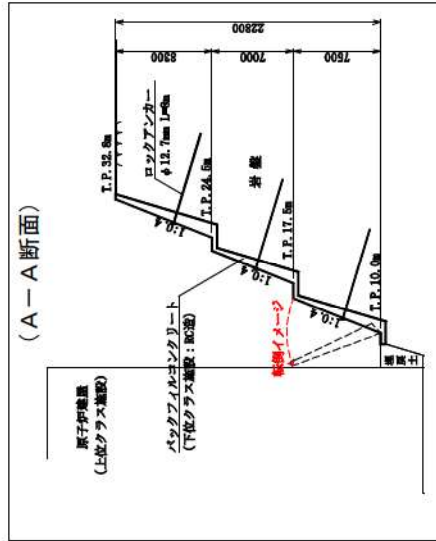 (A－A断面)
原子炉建屋
(上位クラス施設)
バックフィルコンクリート
(下位クラス施設：RC造)
転倒イメージ
埋戻土
T.P. 32.8m
ロックアンカー
φ12.7mm L=6m
T.P. 24.5m
岩盤
T.P. 17.5m
T.P. 10.0m
1:0.4
1:0.4
1:0.4
8300
7000
7500
22800